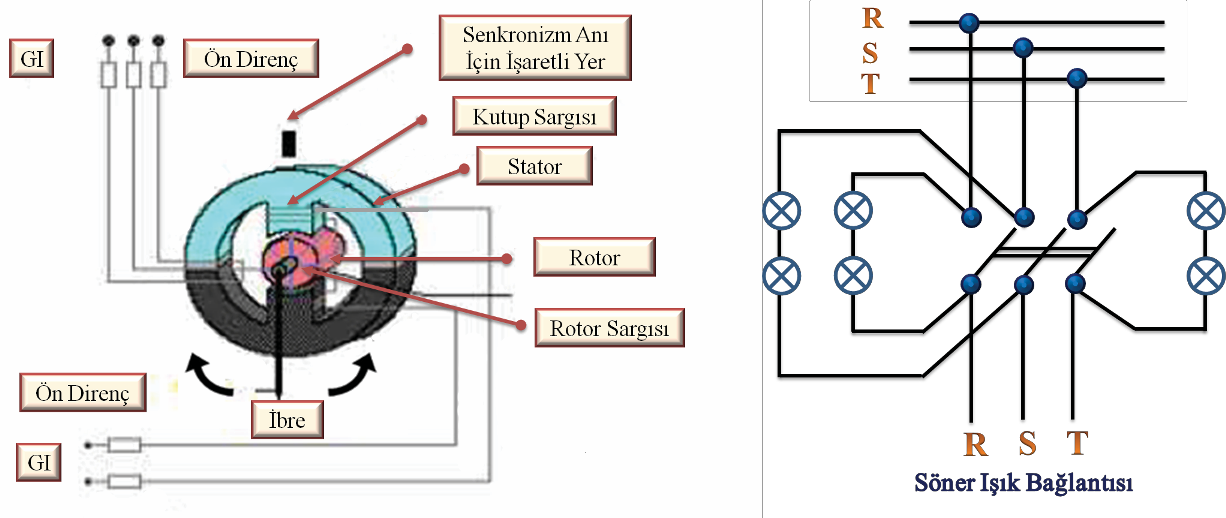 GI
Ön Direnç
Senkronizm Anı
İçin İşaretli Yer
Kutup Sargısı
Stator
Rotor
Rotor Sargısı
Ön Direnç
İbre
GI
R
S
T
R S T
Söner Işık Bağlantısı